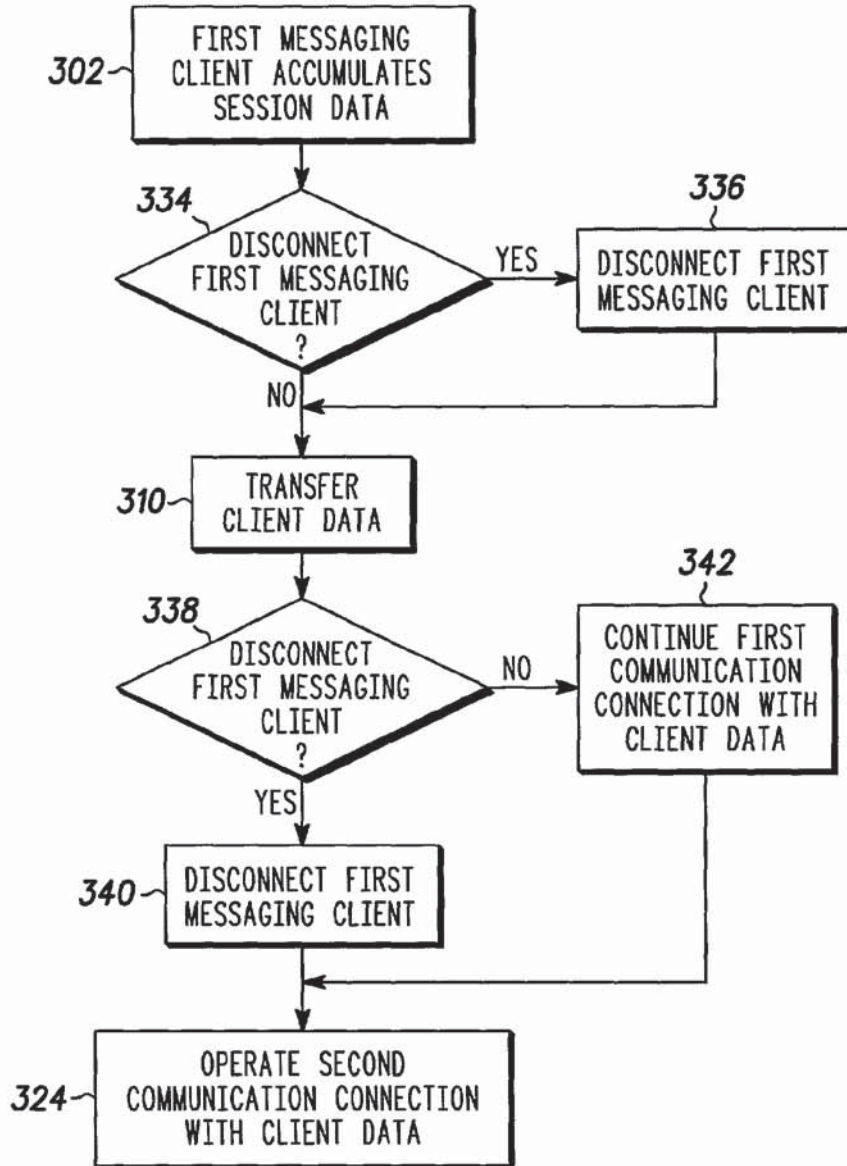 302
FIRST MESSAGING
CLIENT ACCUMULATES
SESSION DATA
334
DISCONNECT
FIRST MESSAGING
CLIENT
?
YES
336
DISCONNECT FIRST
MESSAGING CLIENT
NO
310
TRANSFER
CLIENT DATA
338
DISCONNECT
FIRST MESSAGING
CLIENT
?
NO
342
CONTINUE FIRST
COMMUNICATION
CONNECTION WITH
CLIENT DATA
YES
340
DISCONNECT FIRST
MESSAGING CLIENT
324
OPERATE SECOND
COMMUNICATION CONNECTION
WITH CLIENT DATA